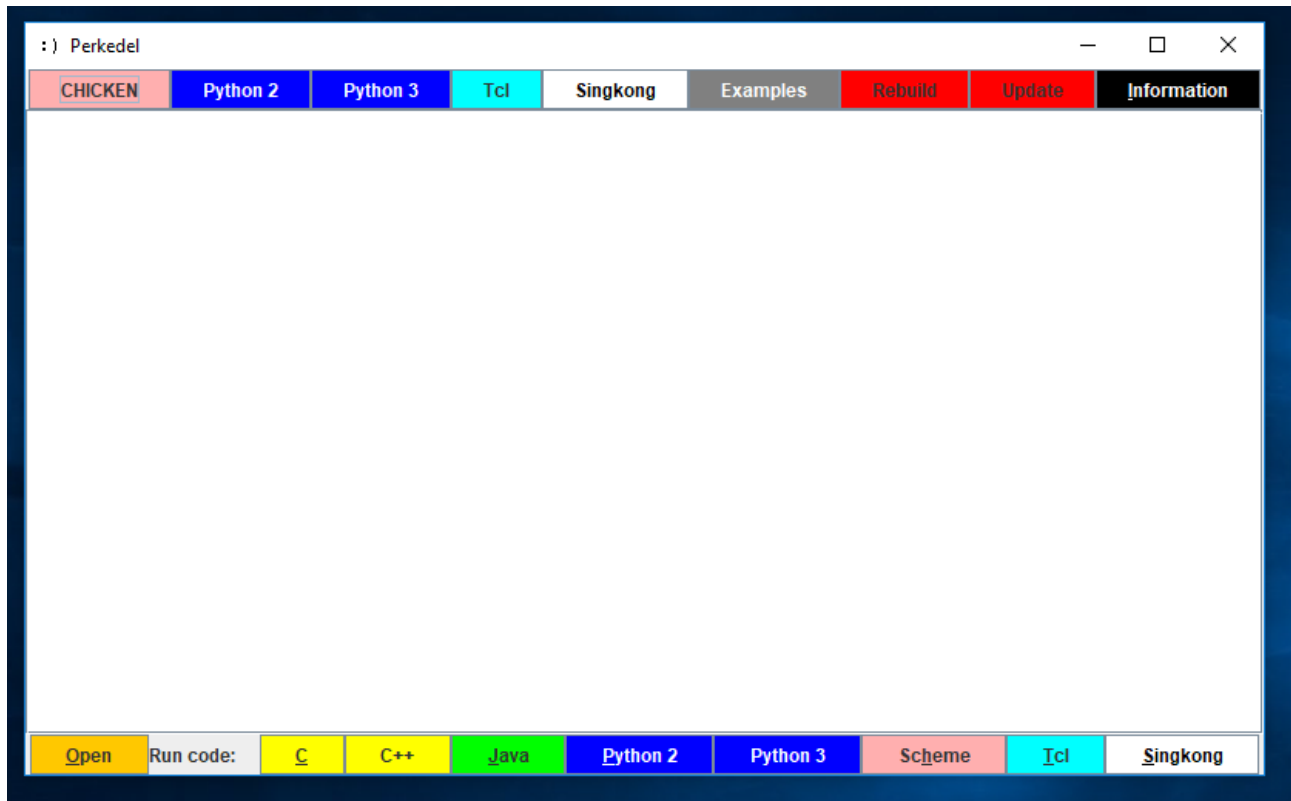 :) Perkedel
CHICKEN Python 2 Python 3 Tcl Singkong Examples Rebuild Update Information
Open Run code: C C++ Java Python 2 Python 3 Scheme Tcl Singkong